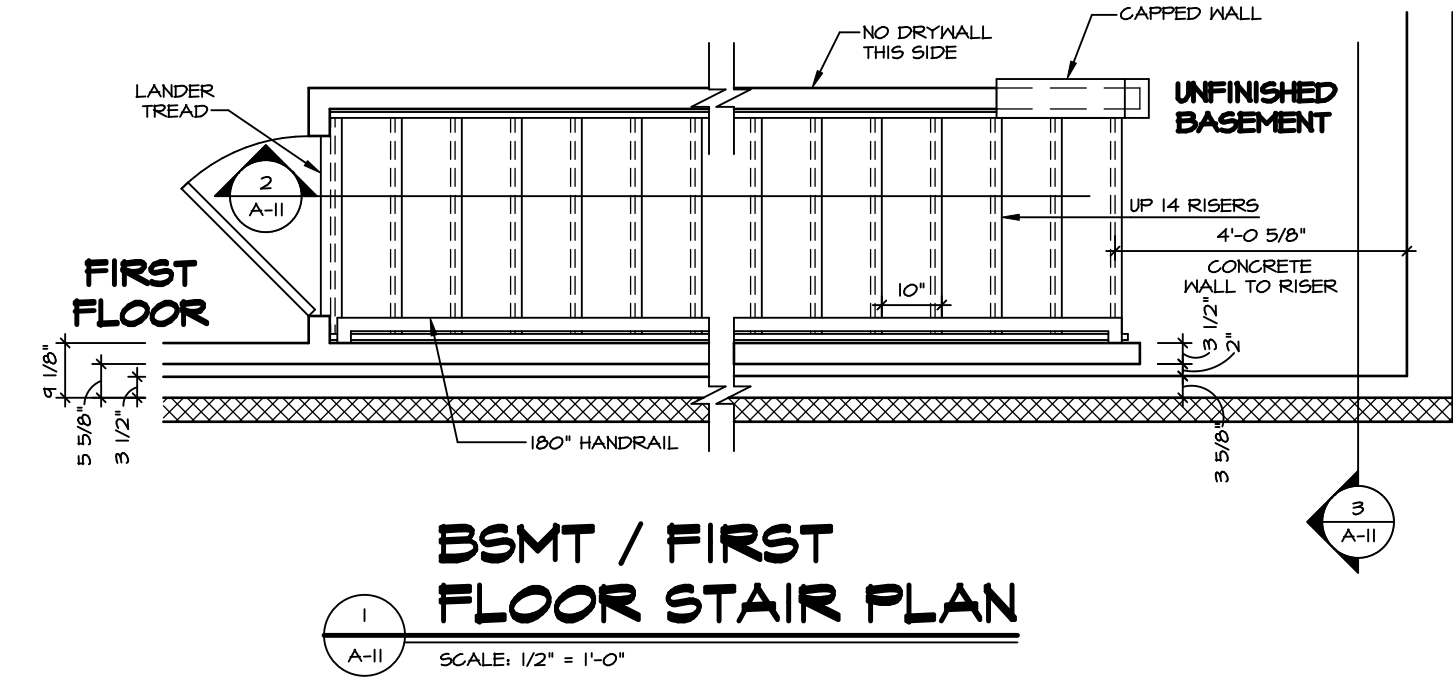 CAPPED WALL
NO DRYWALL
THIS SIDE
LANDER
TREAD
UNFINISHED
BASEMENT
2
A-11
UP 14 RISERS
4'-0 5/8"
CONCRETE
WALL TO RISER
FIRST
FLOOR
10"
3 1/2"
2"
3 5/8"
9 1/8"
5 5/8"
3 1/2"
180" HANDRAIL
3
A-11
BSMT / FIRST
FLOOR STAIR PLAN
1
A-11
SCALE: 1/2" = 1'-0"